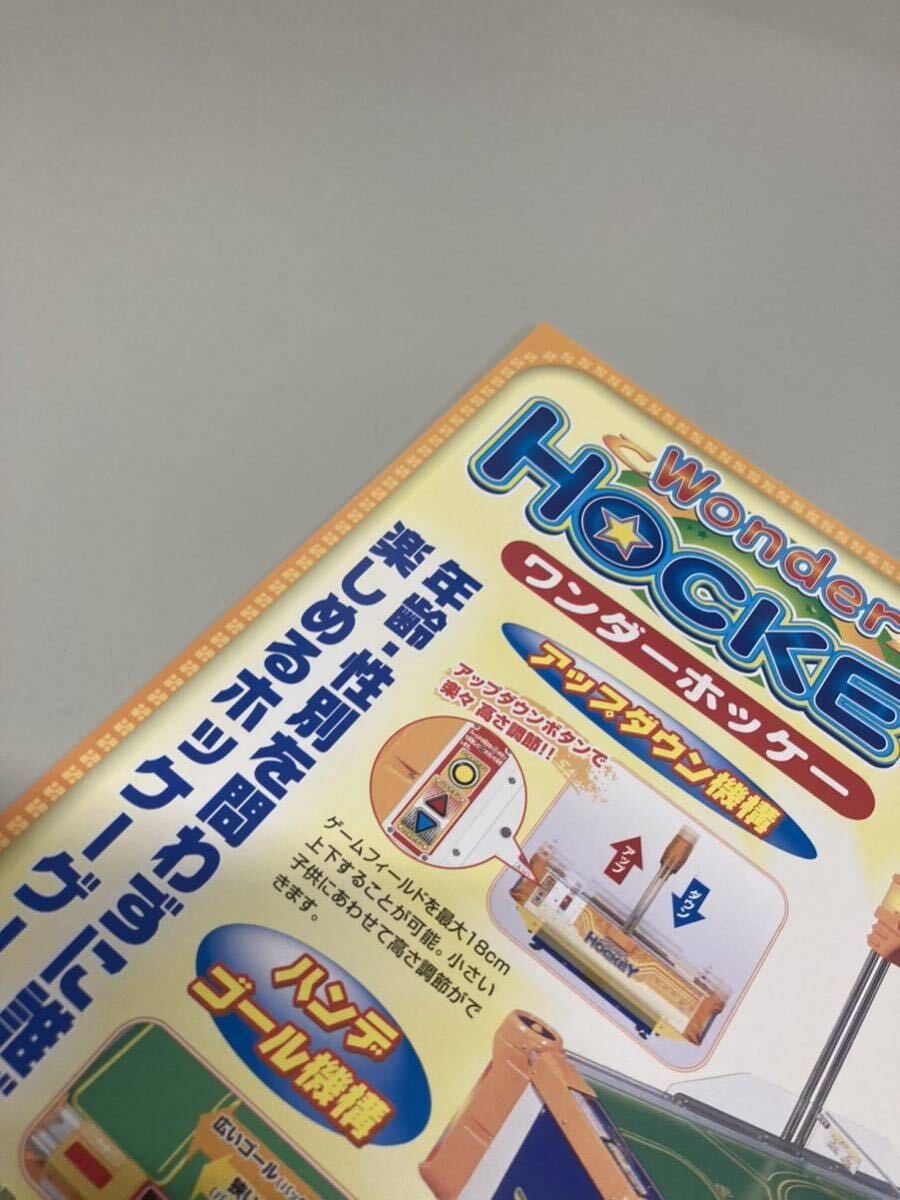 Wonder
HOCKE
ワンダーホッケー
年齢・性別を問わずに誰
楽しめるホッケーゲー
アップダウン機構
アップダウンボタンで
楽々高さ調節!!
アップ
ダウン
HOCKEY
ゲームフィールドを最大18cm
上下することが可能。小さい
子供にあわせて高さ調節がで
きます。
ハンデ
ゴール機構
広いゴール
狭い